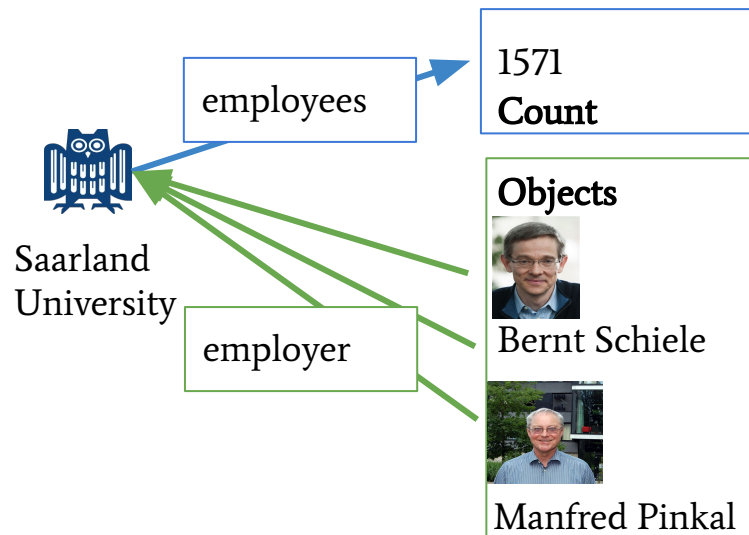 employees
1571
Count
Saarland
University
employer
Objects
Bernt Schiele
Manfred Pinkal